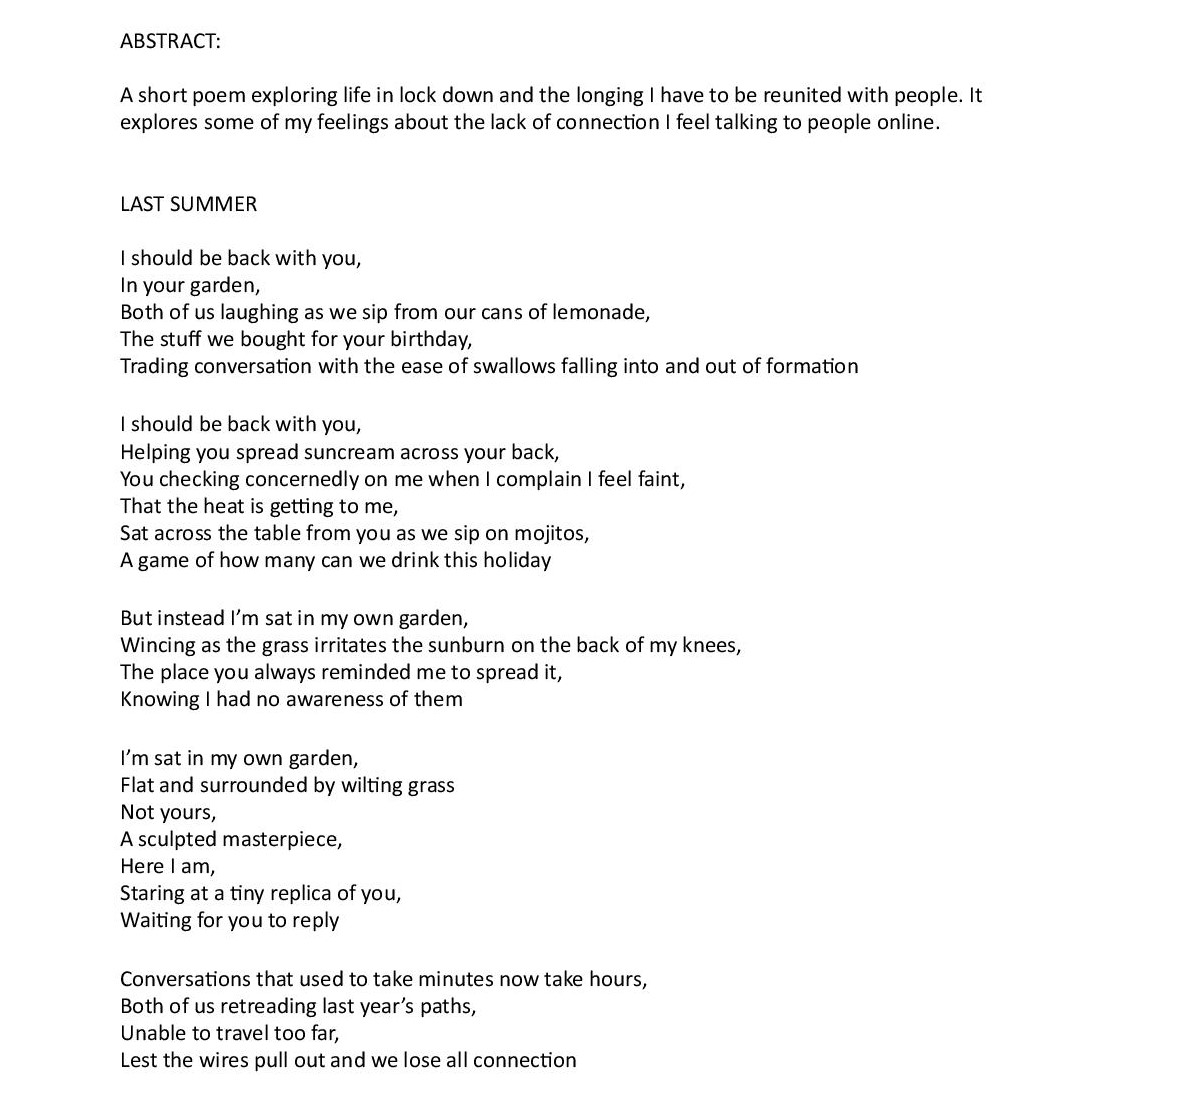 ABSTRACT:
A short poem exploring life in lock down and the longing I have to be reunited with people. It
explores some of my feelings about the lack of connection I feel talking to people online.
LAST SUMMER
I should be back with you,
In your garden,
Both of us laughing as we sip from our cans of lemonade,
The stuff we bought for your birthday,
Trading conversation with the ease of swallows falling into and out of formation
I should be back with you,
Helping you spread suncream across your back,
You checking concernedly on me when I complain I feel faint,
That the heat is getting to me,
Sat across the table from you as we sip on mojitos,
A game of how many can we drink this holiday
But instead I’m sat in my own garden,
Wincing as the grass irritates the sunburn on the back of my knees,
The place you always reminded me to spread it,
Knowing I had no awareness of them
I’m sat in my own garden,
Flat and surrounded by wilting grass
Not yours,
A sculpted masterpiece,
Here I am,
Staring at a tiny replica of you,
Waiting for you to reply
Conversations that used to take minutes now take hours,
Both of us retreading last year’s paths,
Unable to travel too far,
Lest the wires pull out and we lose all connection